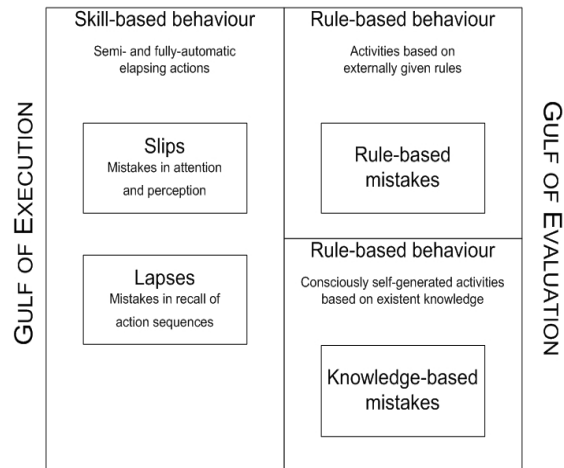 GULF OF EXECUTION
Skill-based behaviour
Semi- and fully-automatic
elapsing actions
Slips
Mistakes in attention
and perception
Lapses
Mistakes in recall of
action sequences
Rule-based behaviour
Activities based on
externally given rules
Rule-based
mistakes
Rule-based behaviour
Consciously self-generated activities
based on existent knowledge
Knowledge-based
mistakes
GULF OF EVALUATION